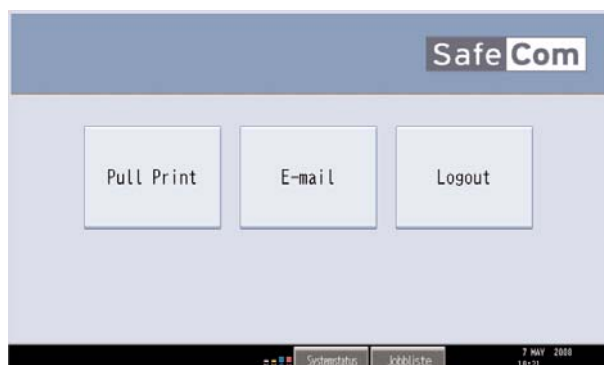 SafeCom
Pull Print
E-mail
Logout
Systemstatus
Jobbliste
7 MAY 2008